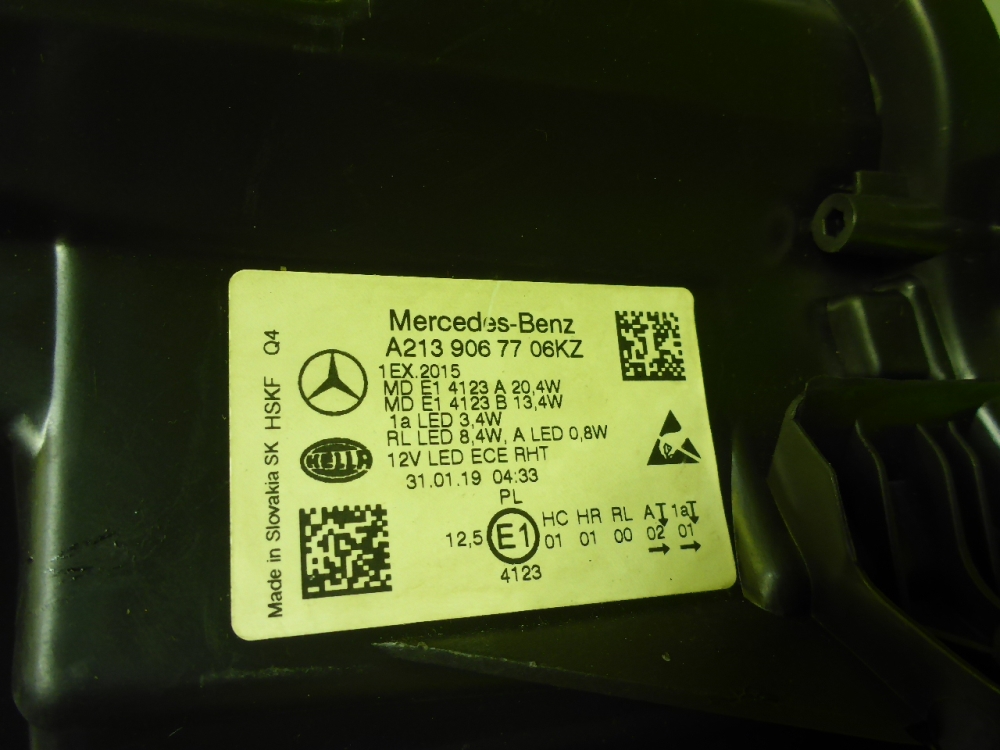 Mercedes-Benz
A213 906 77 06KZ
1EX.2015
MD E1 4123 A 20,4W
MD E1 4123 B 13,4W
1a LED 3,4W
RL LED 8,4W, A LED 0,8W
12V LED ECE RHT
31.01.19 04:33
PL
HC HR RL AT 1aT
12,5 E1 01 01 00 02 01
→ →
4123
HELLA
Made in Slovakia SK HSKF Q4